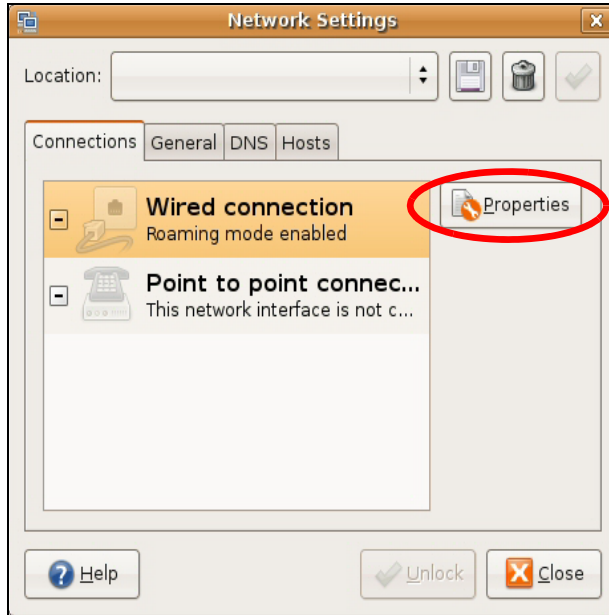 Network Settings
Location:
Connections General DNS Hosts
Wired connection
Roaming mode enabled
Properties
Point to point connec...
This network interface is not c...
Help
Unlock
Close